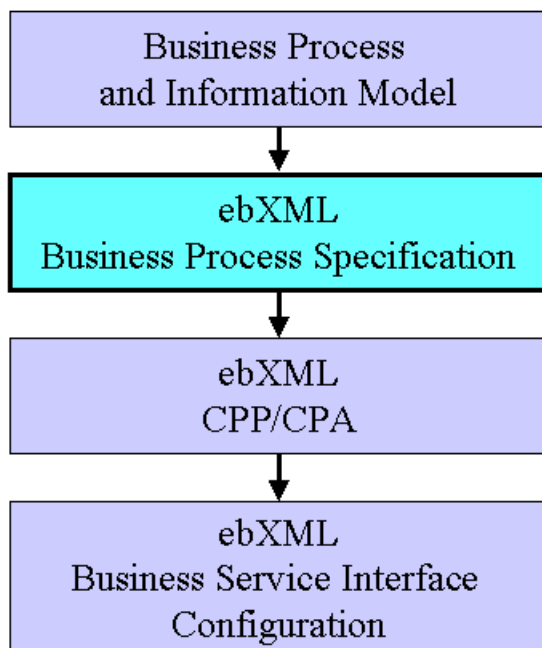 Business Process
and Information Model
ebXML
Business Process Specification
ebXML
CPP/CPA
ebXML
Business Service Interface
Configuration